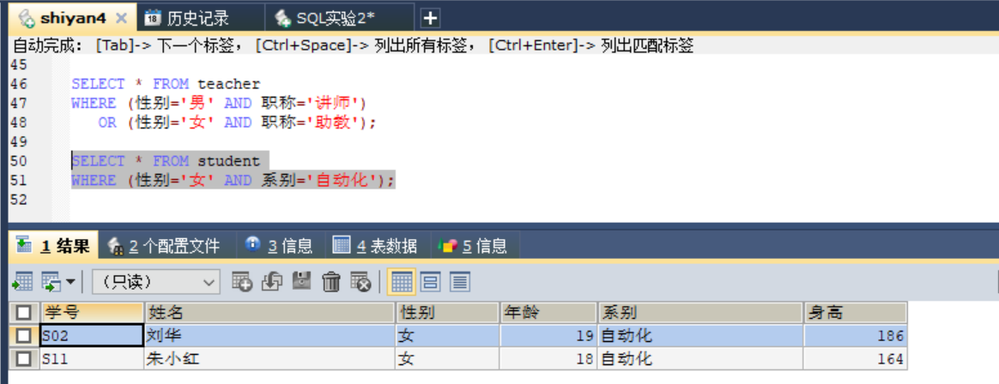 shiyan4 历史记录 SQL实验2*
自动完成： [Tab]-> 下一个标签， [Ctrl+Space]-> 列出所有标签， [Ctrl+Enter]-> 列出匹配标签
45
46 SELECT * FROM teacher
47 WHERE (性别='男' AND 职称='讲师')
48 OR (性别='女' AND 职称='助教');
49
50 SELECT * FROM student
51 WHERE (性别='女' AND 系别='自动化');
52
1 结果 2 个配置文件 3 信息 4 表数据 5 信息
（只读）
学号 姓名 性别 年龄 系别 身高
S02 刘华 女 19 自动化 186
S11 朱小红 女 18 自动化 164